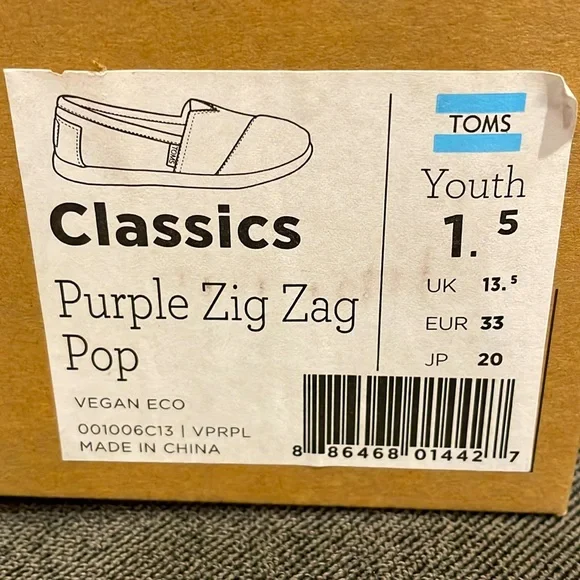 TOMS
Classics
Purple Zig Zag
Pop
VEGAN ECO
001006C13 | VPRPL
MADE IN CHINA
TOMS
Youth
1.5
UK 13.5
EUR 33
JP 20
8 86468 01442 7